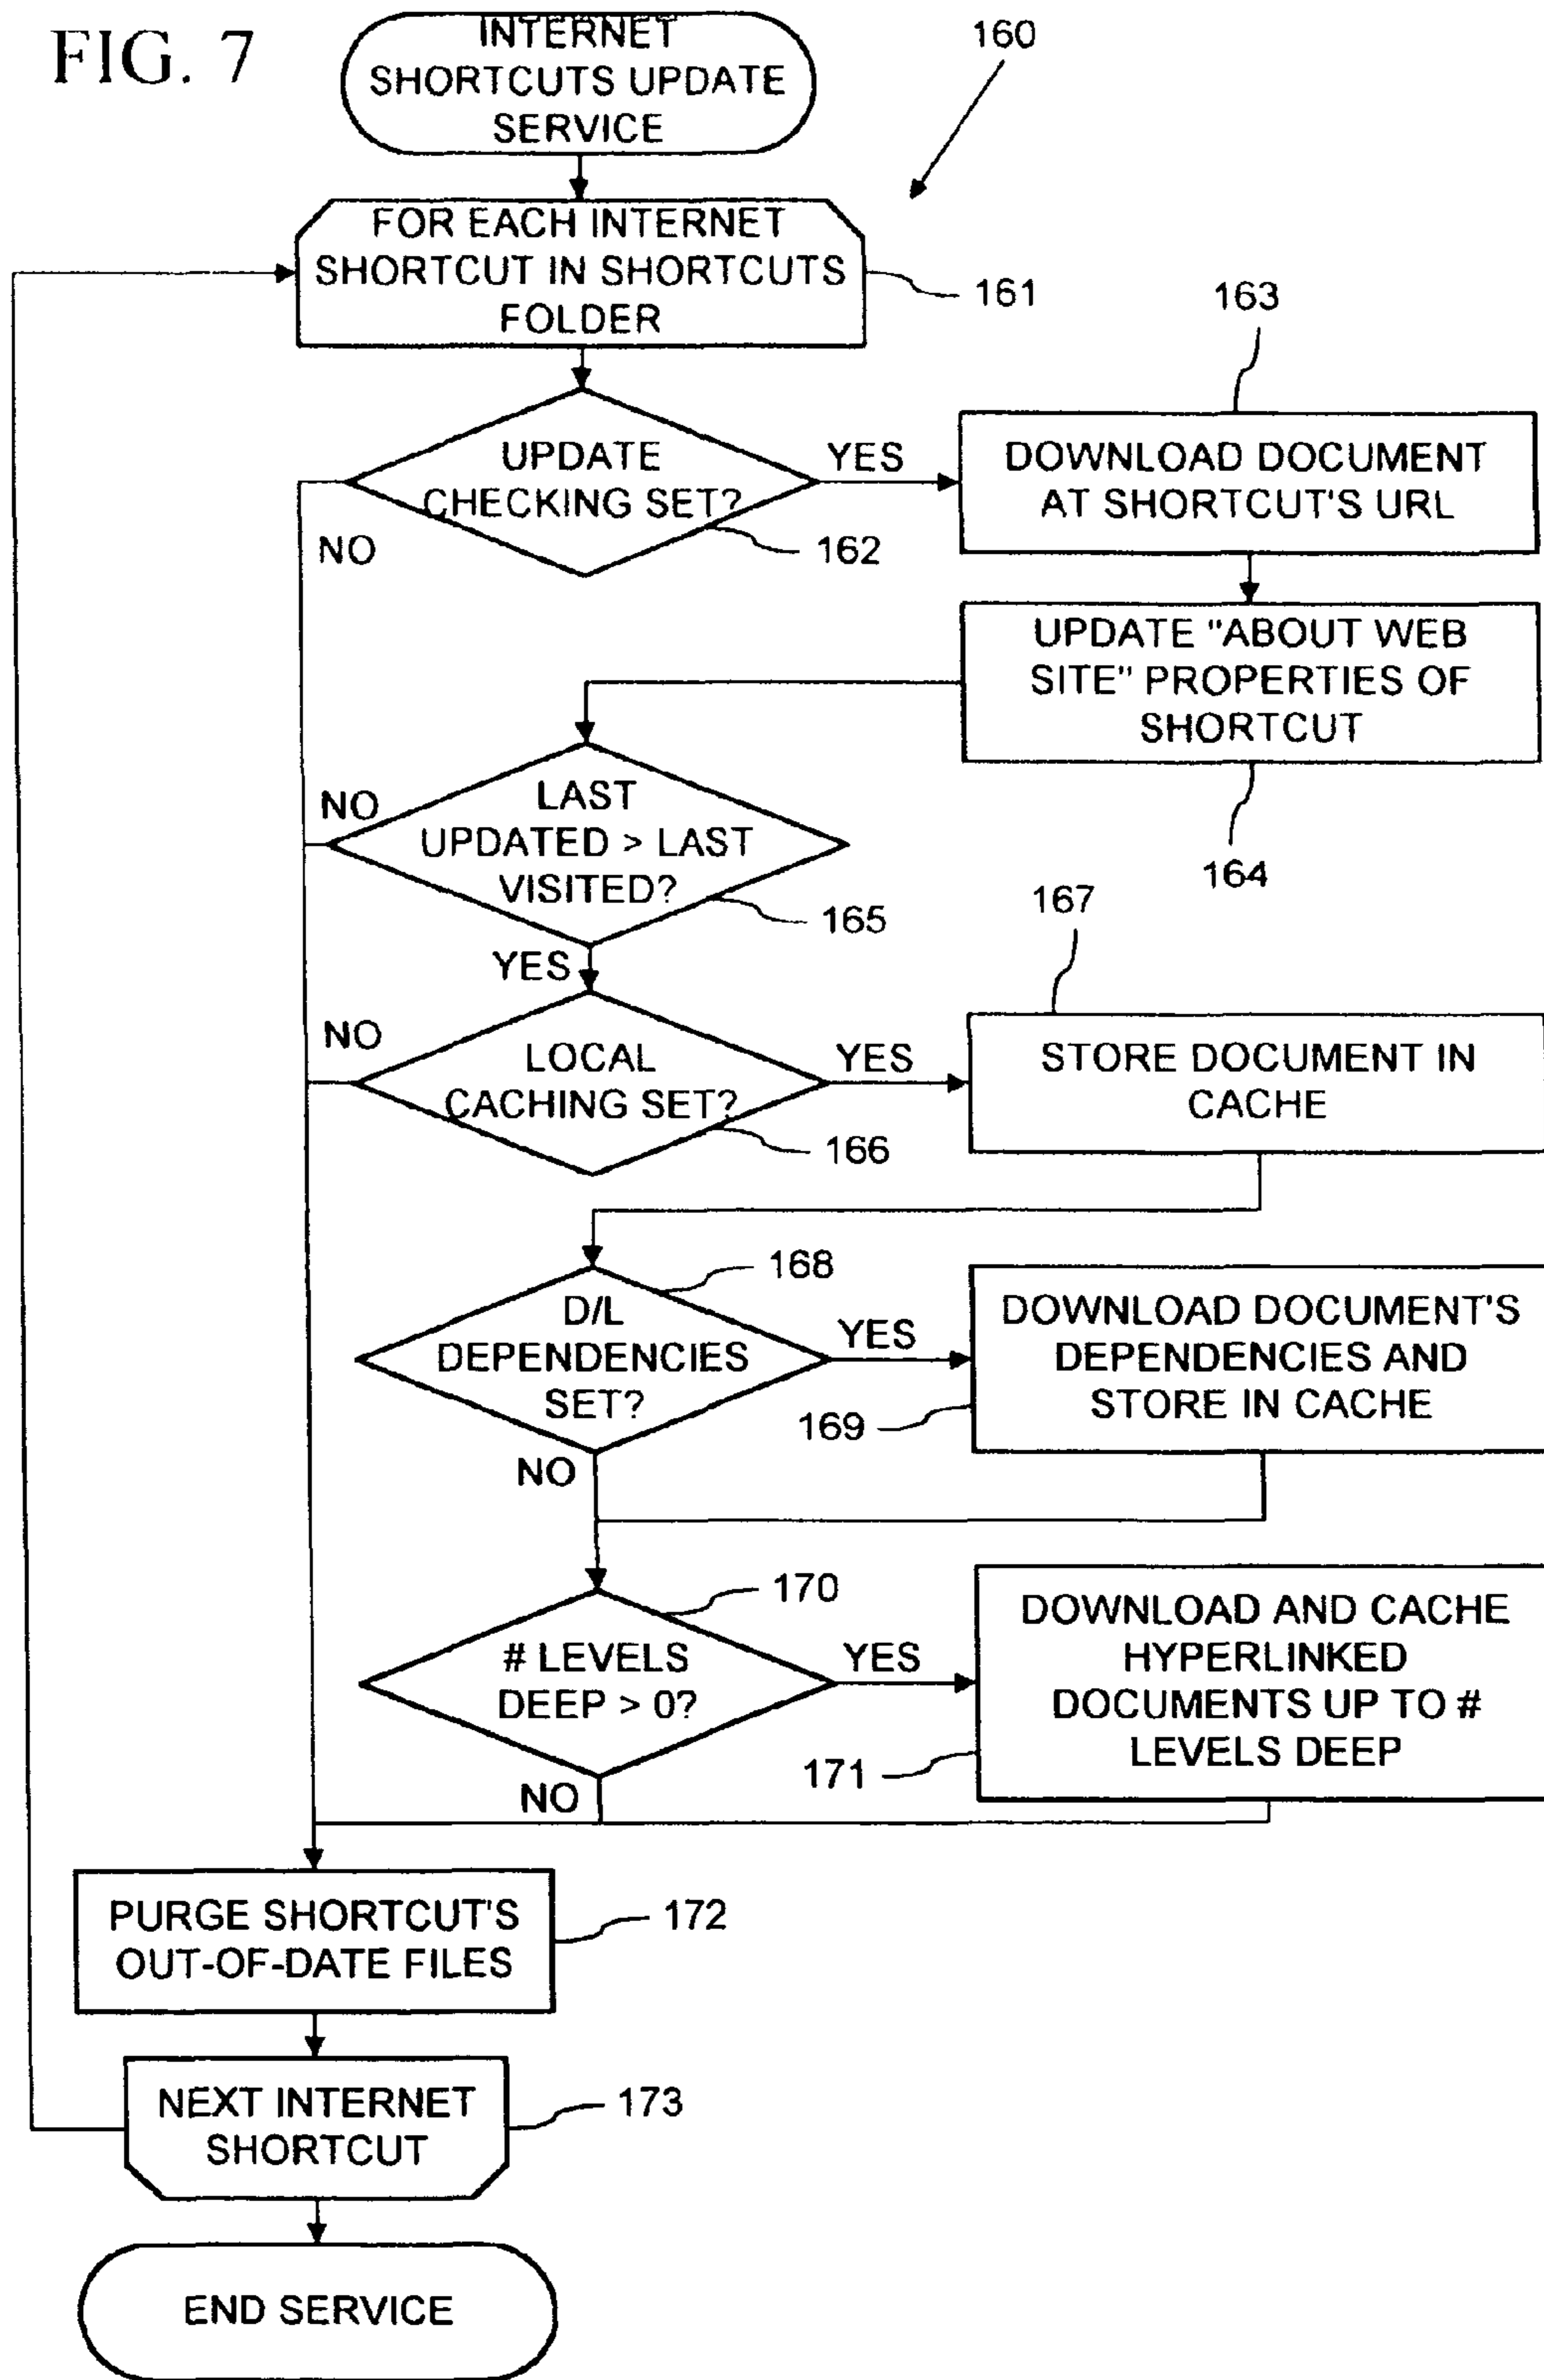 FIG. 7
INTERNET
SHORTCUTS UPDATE
SERVICE
160
FOR EACH INTERNET
SHORTCUT IN SHORTCUTS
FOLDER
161
163
UPDATE
CHECKING SET?
YES
NO
162
DOWNLOAD DOCUMENT
AT SHORTCUT'S URL
UPDATE "ABOUT WEB
SITE" PROPERTIES OF
SHORTCUT
164
LAST
UPDATED > LAST
VISITED?
NO
165
YES
167
LOCAL
CACHING SET?
NO
YES
166
STORE DOCUMENT IN
CACHE
168
D/L
DEPENDENCIES
SET?
YES
NO
DOWNLOAD DOCUMENT'S
DEPENDENCIES AND
STORE IN CACHE
169
170
# LEVELS
DEEP > 0?
YES
NO
DOWNLOAD AND CACHE
HYPERLINKED
DOCUMENTS UP TO #
LEVELS DEEP
171
PURGE SHORTCUT'S
OUT-OF-DATE FILES
172
NEXT INTERNET
SHORTCUT
173
END SERVICE